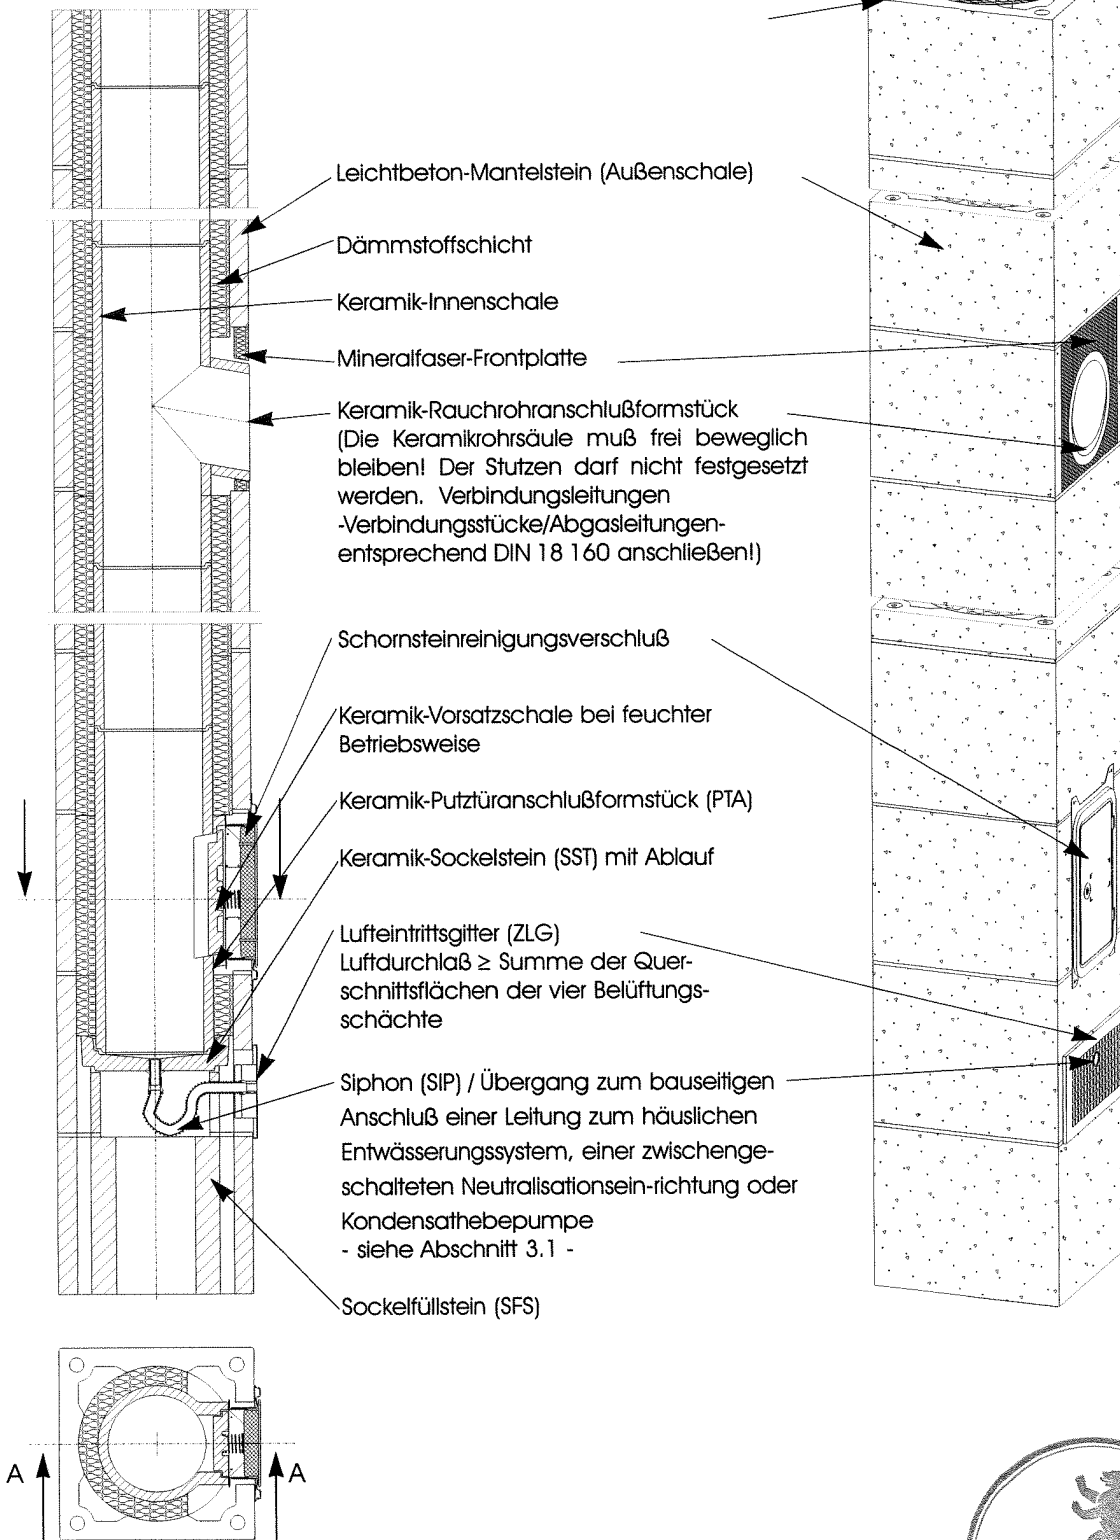 Leichtbeton-Mantelstein (Außenschale)
Dämmstoffschicht
Keramik-Innenschale
Mineralfaser-Frontplatte
Keramik-Rauchrohranschlußformstück
(Die Keramikrohrsäule muß frei beweglich
bleiben! Der Stutzen darf nicht festgesetzt
werden. Verbindungsleitungen
-Verbindungsstücke/Abgasleitungen-
entsprechend DIN 18 160 anschließen!)
Schornsteinreinigungsverschluß
Keramik-Vorsatzschale bei feuchter
Betriebsweise
Keramik-Putztüranschlußformstück (PTA)
Keramik-Sockelstein (SST) mit Ablauf
Lufteintrittsgitter (ZLG)
Luftdurchlaß ≥ Summe der Quer-
schnittsflächen der vier Belüftungs-
schächte
Siphon (SIP) / Übergang zum bauseitigen
Anschluß einer Leitung zum häuslichen
Entwässerungssystem, einer zwischenge-
schalteten Neutralisationsein-richtung oder
Kondensathebepumpe
- siehe Abschnitt 3.1 -
Sockelfüllstein (SFS)
A A